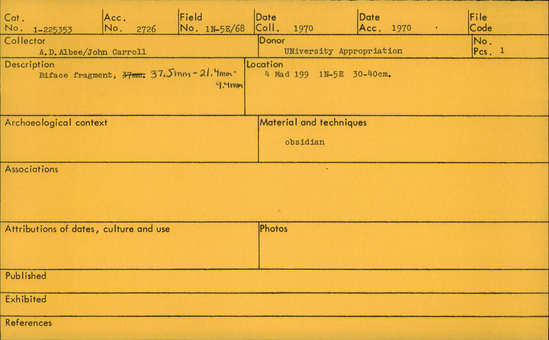 Cat. Acc. Field Date Date File
No. 1-225353 No. 2726 No. 1N-5E/68 Coll. 1970 Acc. 1970 Code
Collector Donor No.
A.D.Albee/John Carroll UNiversity Appropriation Pcs. 1
Description Location
Biface fragment, 37mm. 37.5mm - 21.4mm- 4 Mad 199 1N-5E 30-40cm.
9.4mm
Archaeological context Material and techniques
obsidian
Associations
Attributions of dates, culture and use Photos
Published
Exhibited
References